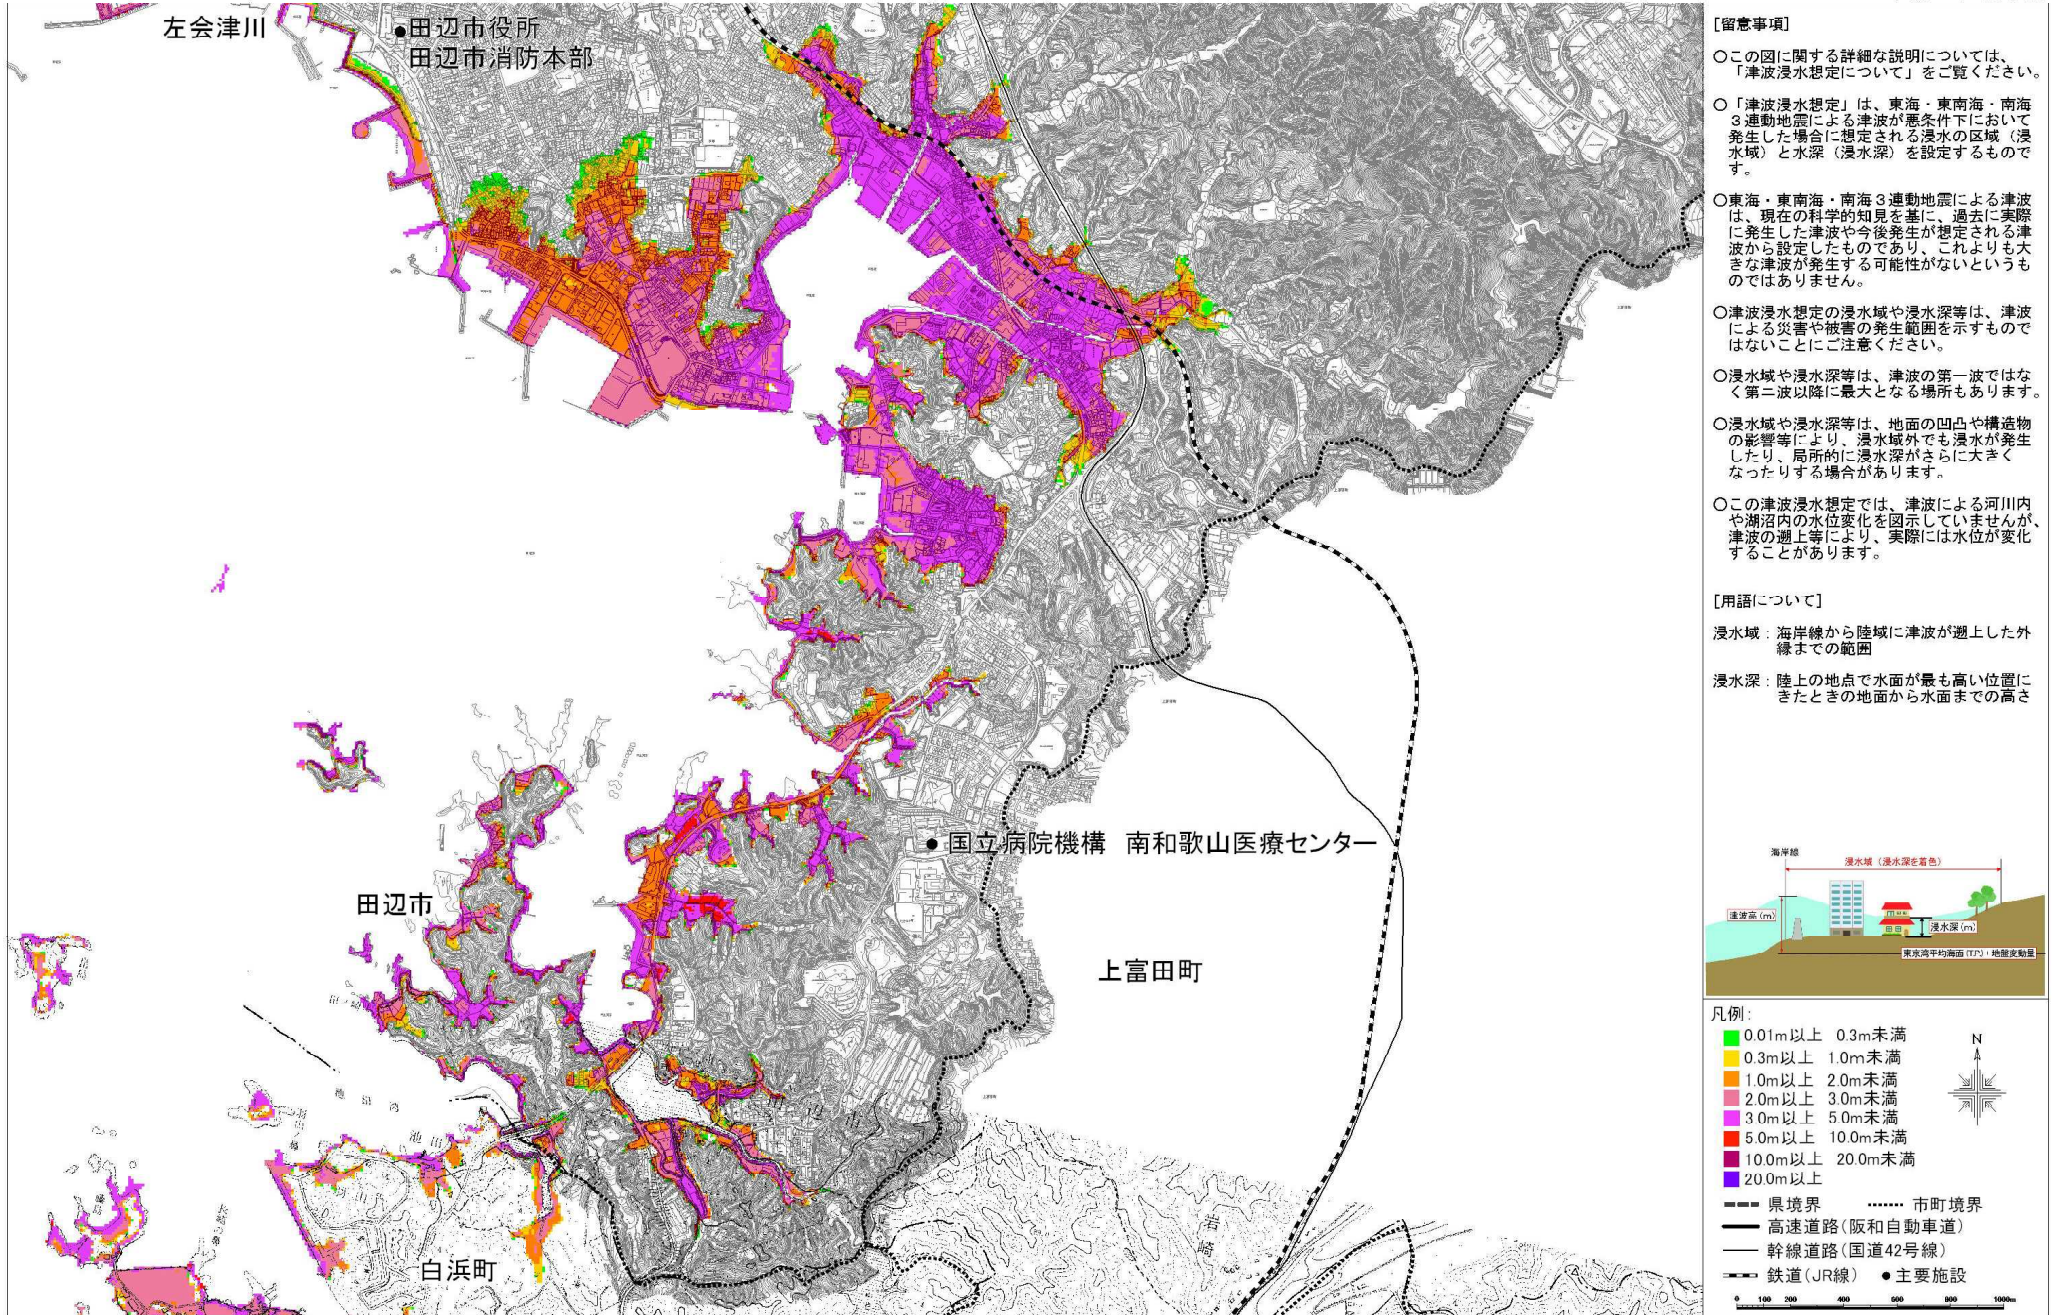 左会津川
●田辺市役所
田辺市消防本部
●国立病院機構 南和歌山医療センター
田辺市
上富田町
白浜町
岩崎
[留意事項]
○この図に関する詳細な説明については、
「津波浸水想定について」をご覧ください。
○「津波浸水想定」は、東海・東南海・南海
３連動地震による津波が悪条件下において
発生した場合に想定される浸水の区域（浸
水域）と水深（浸水深）を設定するもので
す。
○東海・東南海・南海３連動地震による津波
は、現在の科学的知見を基に、過去に実際
に発生した津波や今後発生が想定される津
波から設定したものであり、これよりも大
きな津波が発生する可能性がないというも
のではありません。
○津波浸水想定の浸水域や浸水深等は、津波
による災害や被害の発生範囲を示すもので
はないことにご注意ください。
○浸水域や浸水深等は、津波の第一波ではな
く第二波以降に最大となる場所もあります。
○浸水域や浸水深等は、地面の凹凸や構造物
の影響等により、浸水域外でも浸水が発生
したり、局所的に浸水深がさらに大きく
なったりする場合があります。
○この津波浸水想定では、津波による河川内
や湖沼内の水位変化を図示していませんが、
津波の遡上等により、実際には水位が変化
することがあります。
[用語について]
浸水域：海岸線から陸域に津波が遡上した外
縁までの範囲
浸水深：陸上の地点で水面が最も高い位置に
きたときの地面から水面までの高さ
海岸線
浸水域（浸水深を着色）
津波高(m)
浸水深(m)
東京湾平均海面(T.P.)+地盤変動量
凡例：
0.01m以上 0.3m未満
0.3m以上 1.0m未満
1.0m以上 2.0m未満
2.0m以上 3.0m未満
3.0m以上 5.0m未満
5.0m以上 10.0m未満
10.0m以上 20.0m未満
20.0m以上
N
県境界 市町境界
高速道路(阪和自動車道)
幹線道路(国道42号線)
鉄道(JR線) ●主要施設
0 100 200 400 600 800 1000m